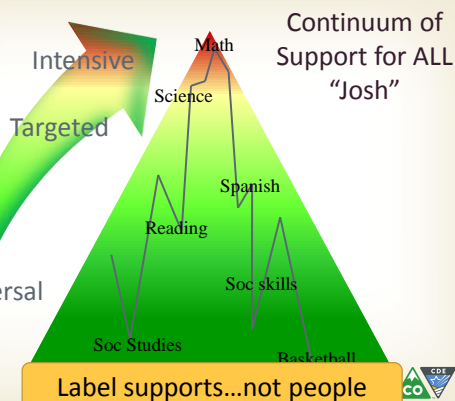 Continuum of
Support for ALL
“Josh”
Intensive
Targeted
ersal
Math
Science
Spanish
Reading
Soc skills
Soc Studies
Basketball
Label supports...not people
CO
CDE